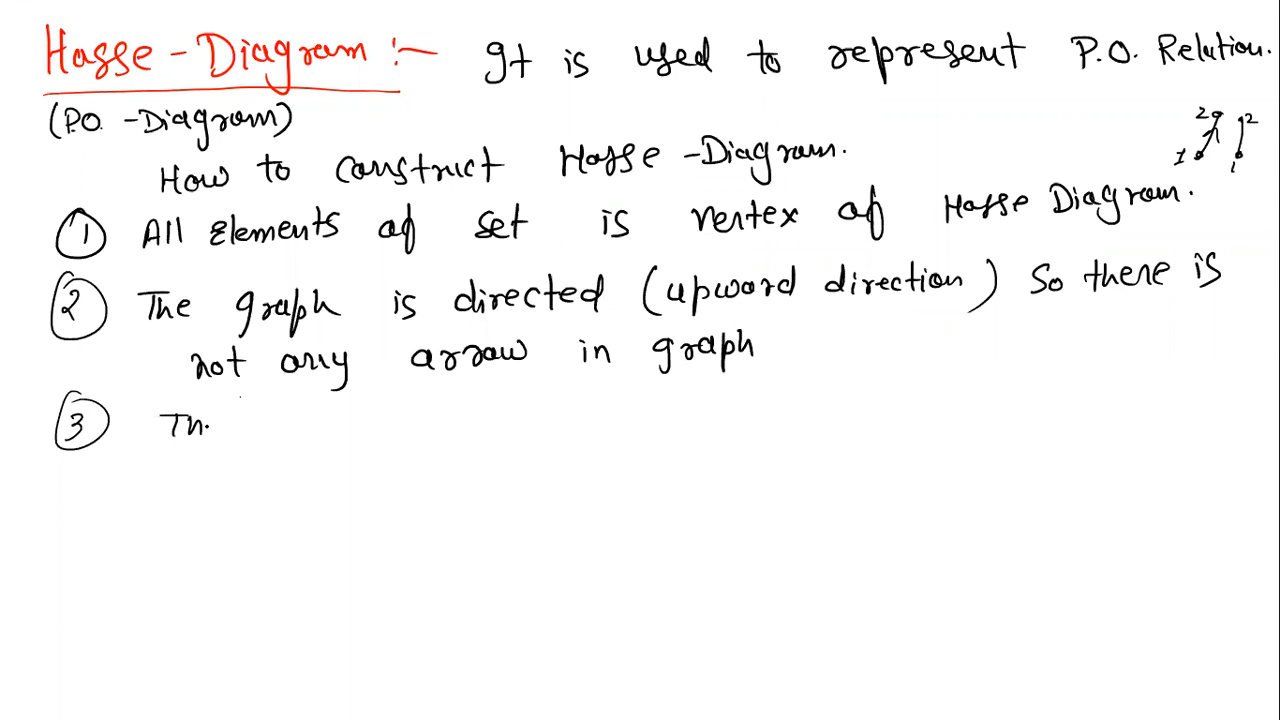 Hasse - Diagram :- It is used to represent P.O. Relation.
(P.O. - Diagram)
How to construct Hasse - Diagram.
2 2
1 1
① All Elements of set is vertex of Hasse Diagram.
② The graph is directed (upword direction) So there is
not any arrow in graph
③ Th.